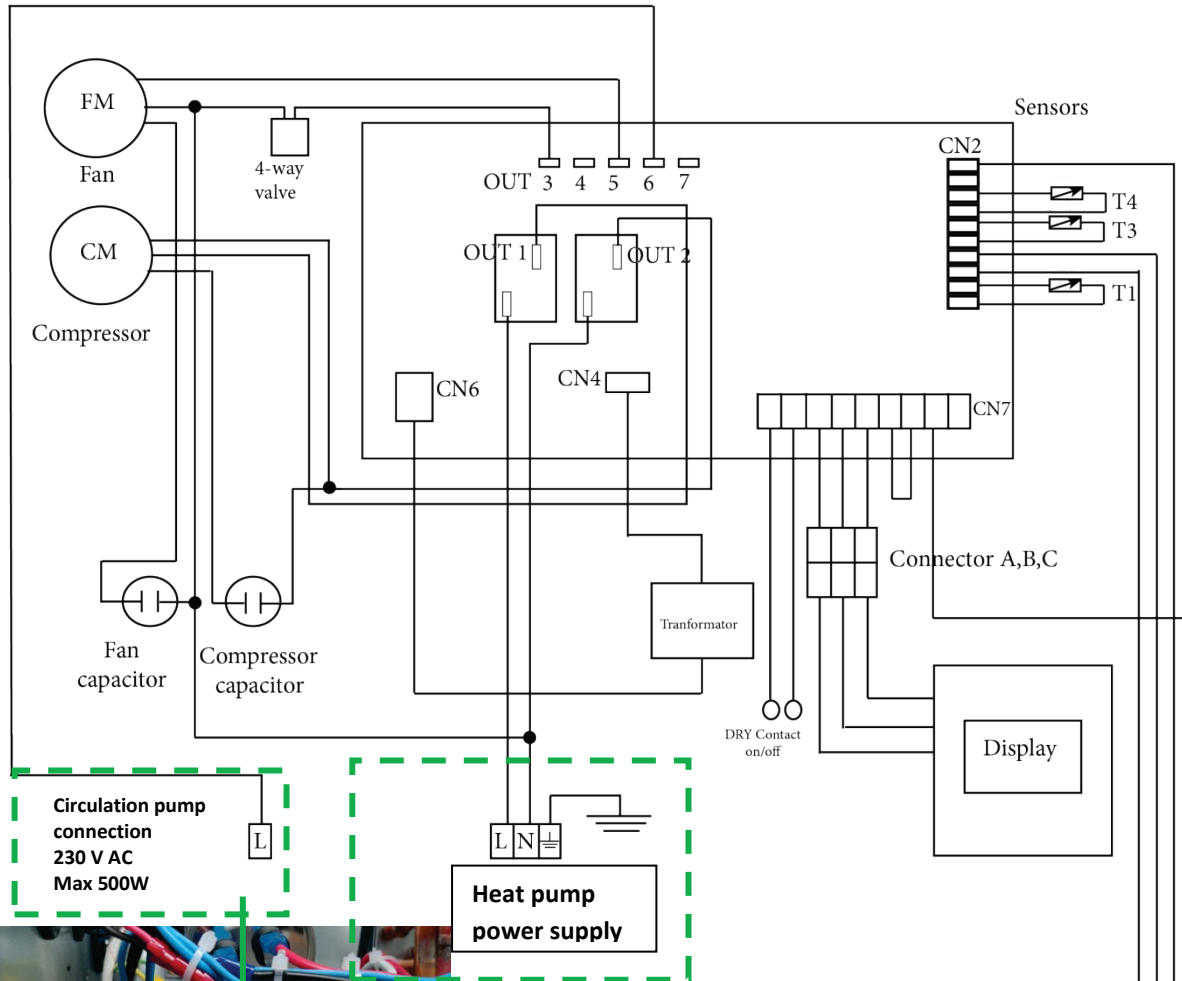 FM
Fan
4-way
valve
OUT 3 4 5 6 7
Sensors
CN2
T4
T3
T1
CM
Compressor
OUT 1
OUT 2
CN6
CN4
CN7
Connector A,B,C
Tranformator
Fan
capacitor
Compressor
capacitor
DRY Contact
on/off
Display
Circulation pump
connection
230 V AC
Max 500W
L
L N
Heat pump
power supply